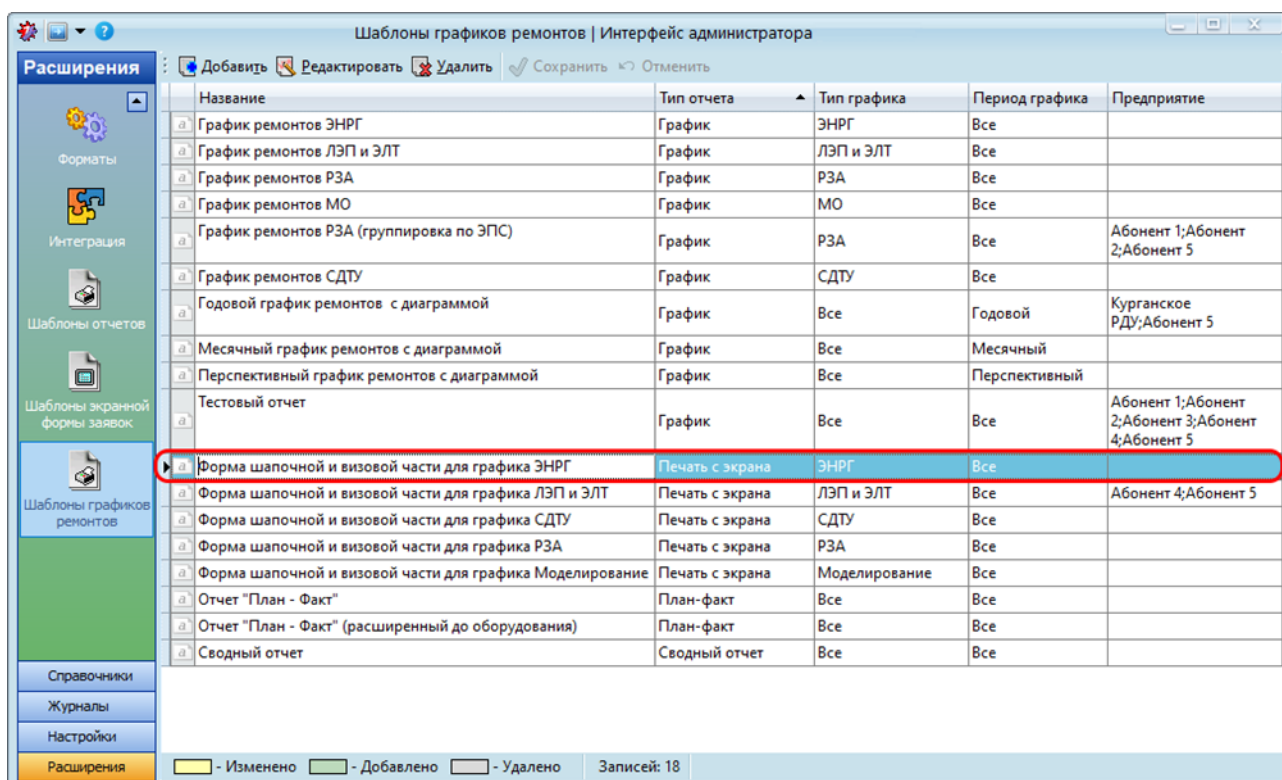 Шаблоны графиков ремонтов | Интерфейс администратора
Расширения
Добавить Редактировать Удалить Сохранить Отменить
Форматы
Интеграция
Шаблоны отчетов
Шаблоны экранной
формы заявок
Шаблоны графиков
ремонтов
Справочники
Журналы
Настройки
Расширения
Название Тип отчета Тип графика Период графика Предприятие
График ремонтов ЭНРГ График ЭНРГ Все
График ремонтов ЛЭП и ЭЛТ График ЛЭП и ЭЛТ Все
График ремонтов РЗА График РЗА Все
График ремонтов МО График МО Все
График ремонтов РЗА (группировка по ЭПС) График РЗА Все Абонент 1;Абонент
2;Абонент 5
График ремонтов СДТУ График СДТУ Все
Годовой график ремонтов с диаграммой График Все Годовой Курганское
РДУ;Абонент 5
Месячный график ремонтов с диаграммой График Все Месячный
Перспективный график ремонтов с диаграммой График Все Перспективный
Тестовый отчет График Все Все Абонент 1;Абонент
2;Абонент 3;Абонент
4;Абонент 5
Форма шапочной и визовой части для графика ЭНРГ Печать с экрана ЭНРГ Все
Форма шапочной и визовой части для графика ЛЭП и ЭЛТ Печать с экрана ЛЭП и ЭЛТ Все Абонент 4;Абонент 5
Форма шапочной и визовой части для графика СДТУ Печать с экрана СДТУ Все
Форма шапочной и визовой части для графика РЗА Печать с экрана РЗА Все
Форма шапочной и визовой части для графика Моделирование Печать с экрана Моделирование Все
Отчет "План - Факт" План-факт Все Все
Отчет "План - Факт" (расширенный до оборудования) План-факт Все Все
Сводный отчет Сводный отчет Все Все
- Изменено - Добавлено - Удалено Записей: 18